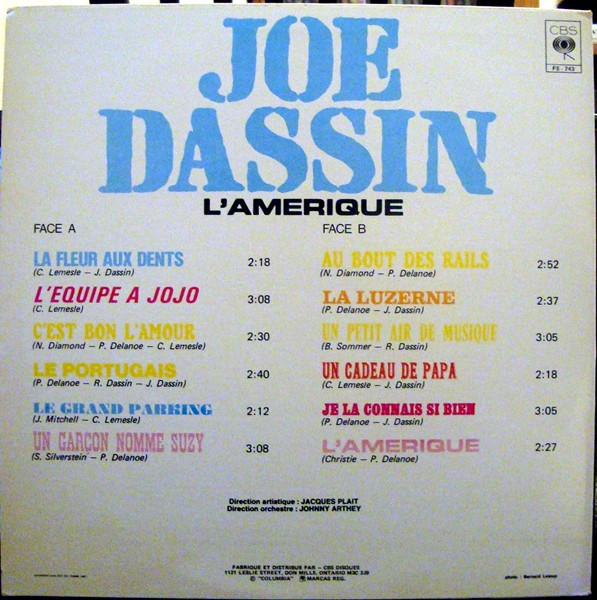 JOE
DASSIN
L'AMERIQUE
CBS
FS - 743
FACE A
LA FLEUR AUX DENTS 2:18
(C. Lemesle — J. Dassin)
L'EQUIPE A JOJO 3:08
(C. Lemesle)
C'EST BON L'AMOUR 2:30
(N. Diamond — P. Delanoe — C. Lemesle)
LE PORTUGAIS 2:40
(P. Delanoe — R. Dassin — J. Dassin)
LE GRAND PARKING 2:12
(J. Mitchell — C. Lemesle)
UN GARÇON NOMME SUZY 3:08
(S. Silverstein — P. Delanoe)
FACE B
AU BOUT DES RAILS 2:52
(N. Diamond — P. Delanoe)
LA LUZERNE 2:37
(P. Delanoe — J. Dassin)
UN PETIT AIR DE MUSIQUE 3:05
(B. Sommer — R. Dassin)
UN CADEAU DE PAPA 2:18
(C. Lemesle — J. Dassin)
JE LA CONNAIS SI BIEN 3:05
(P. Delanoe — J. Dassin)
L'AMERIQUE 2:27
(Christie — P. Delanoe)
Direction artistique : JACQUES PLAIT
Direction orchestre : JOHNNY ARTHEY
FABRIQUE ET DISTRIBUE PAR — CBS DISQUES
1121 LESLIE STREET, DON MILLS, ONTARIO M3C 2J9
© "COLUMBIA" MARCAS REG.
photo : Bernard Leloup